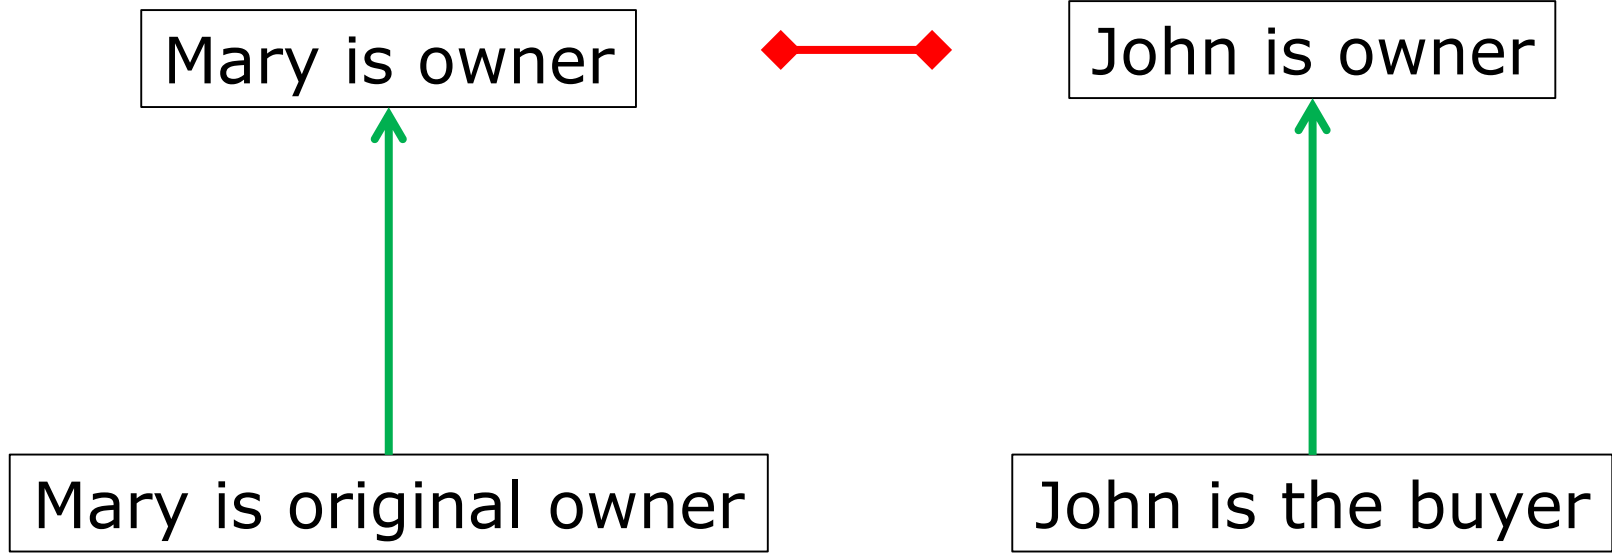 Mary is owner
John is owner
Mary is original owner
John is the buyer